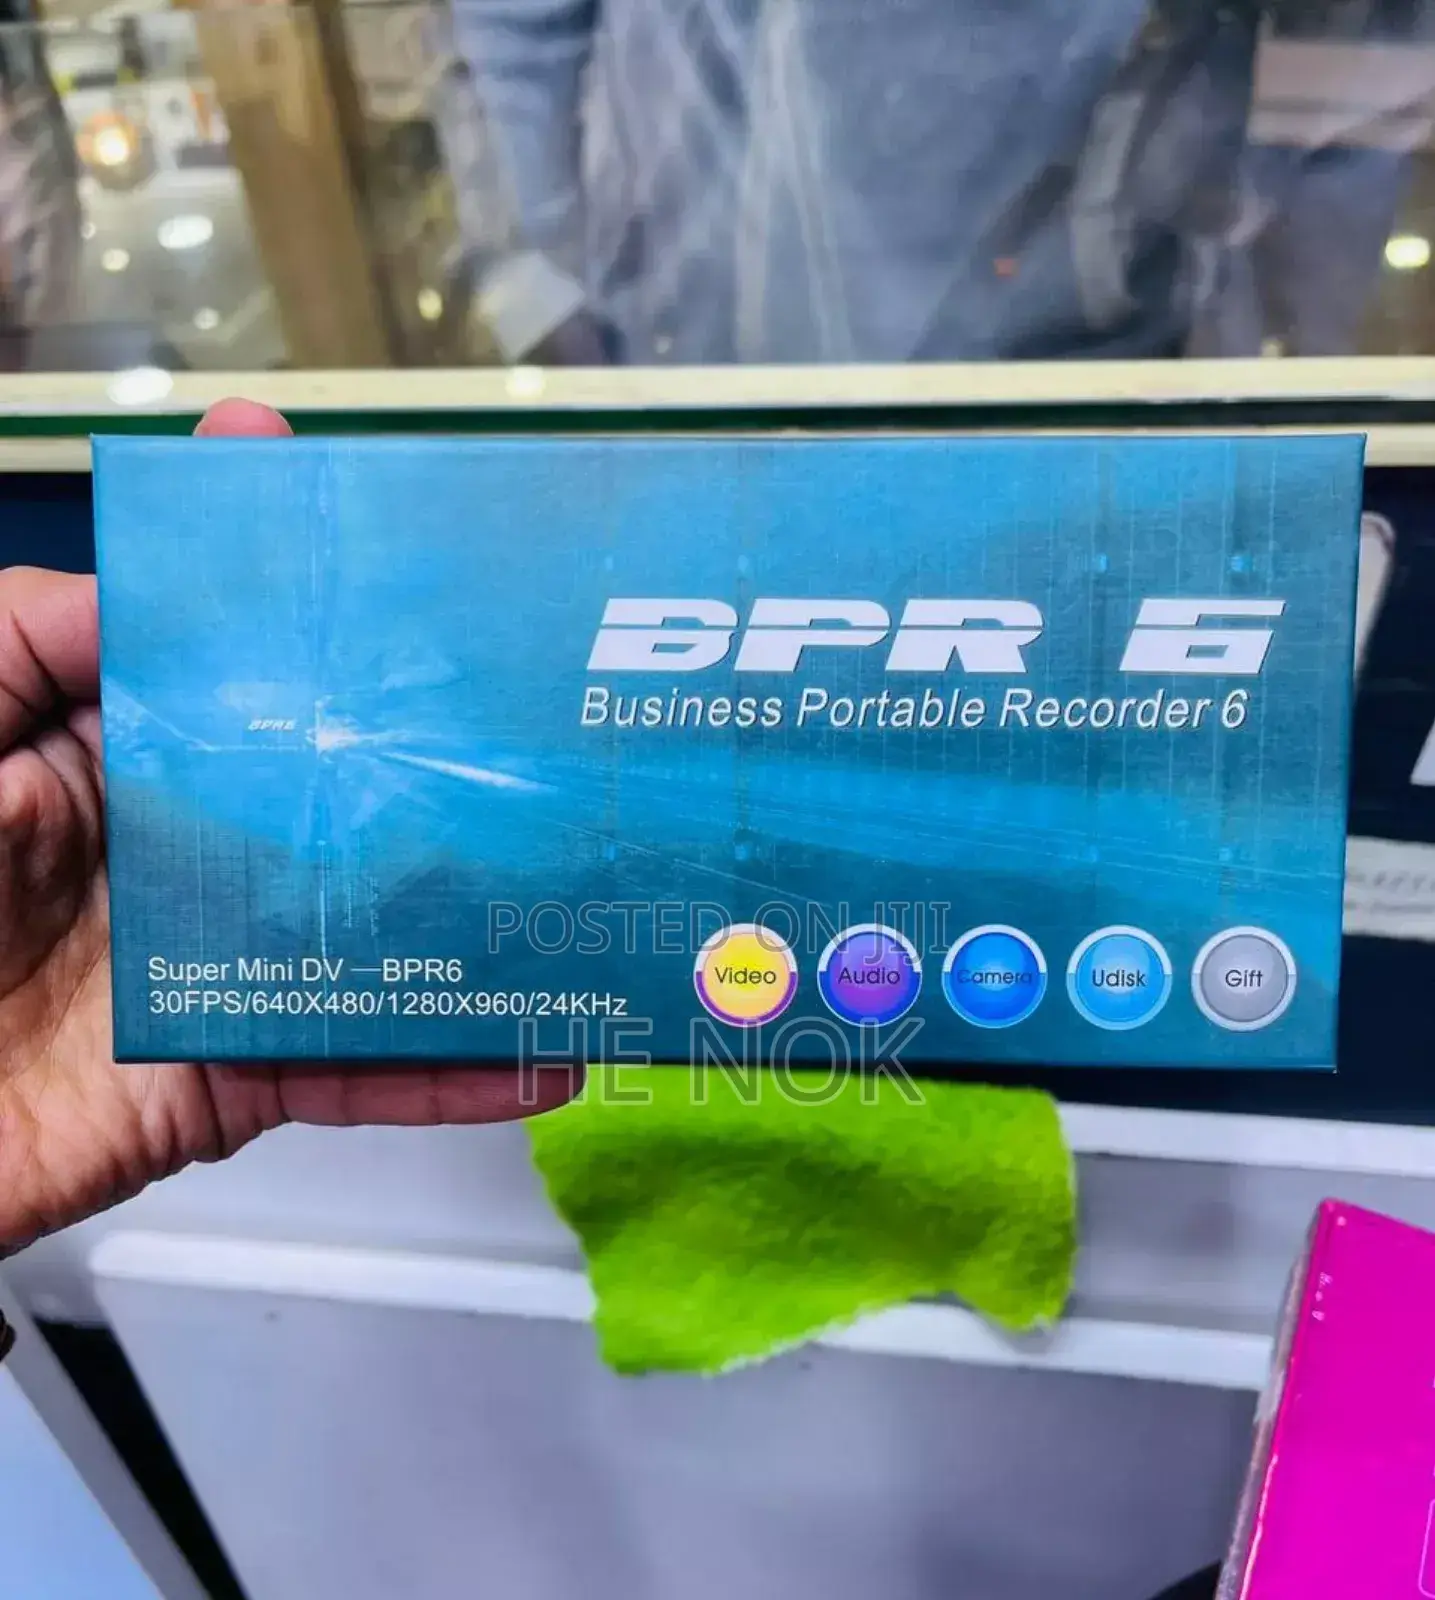 BPR 6
Business Portable Recorder 6
BPR6
POSTED ON JIJI
Super Mini DV —BPR6
30FPS/640X480/1280X960/24KHz
Video
Audio
Camera
Udisk
Gift
HE NOK